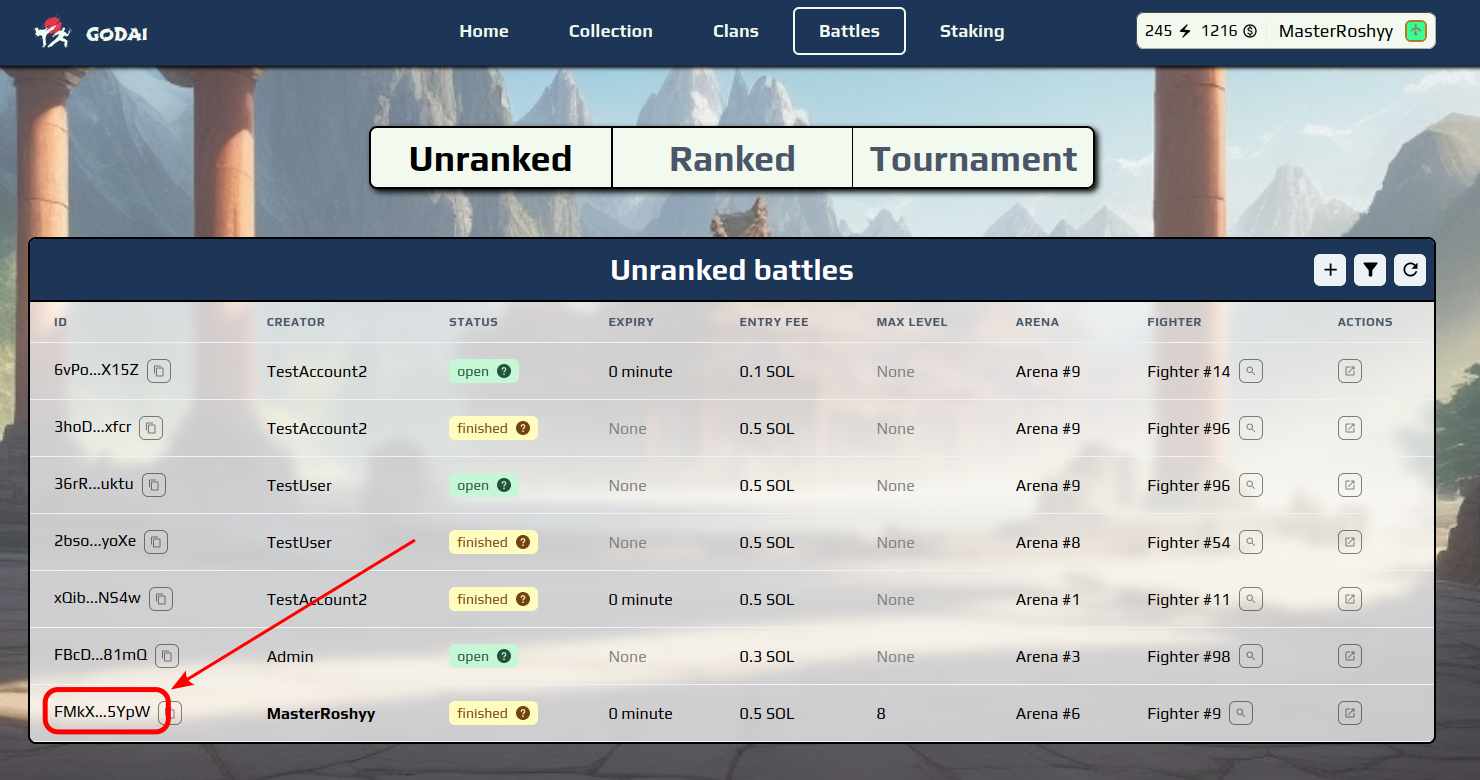 GODAI Home Collection Clans Battles Staking 245 1216 MasterRoshyy
Unranked Ranked Tournament
Unranked battles
ID CREATOR STATUS EXPIRY ENTRY FEE MAX LEVEL ARENA FIGHTER ACTIONS
6vPo...X15Z TestAccount2 open ? 0 minute 0.1 SOL None Arena #9 Fighter #14
3hoD...xfcr TestAccount2 finished ? None 0.5 SOL None Arena #9 Fighter #96
36rR...uktu TestUser open ? None 0.5 SOL None Arena #9 Fighter #96
2bso...yoXe TestUser finished ? None 0.5 SOL None Arena #8 Fighter #54
xQib...NS4w TestAccount2 finished ? 0 minute 0.5 SOL None Arena #1 Fighter #11
FBcD...81mQ Admin open ? None 0.3 SOL None Arena #3 Fighter #98
FMkX...5YpW MasterRoshyy finished ? 0 minute 0.5 SOL 8 Arena #6 Fighter #9